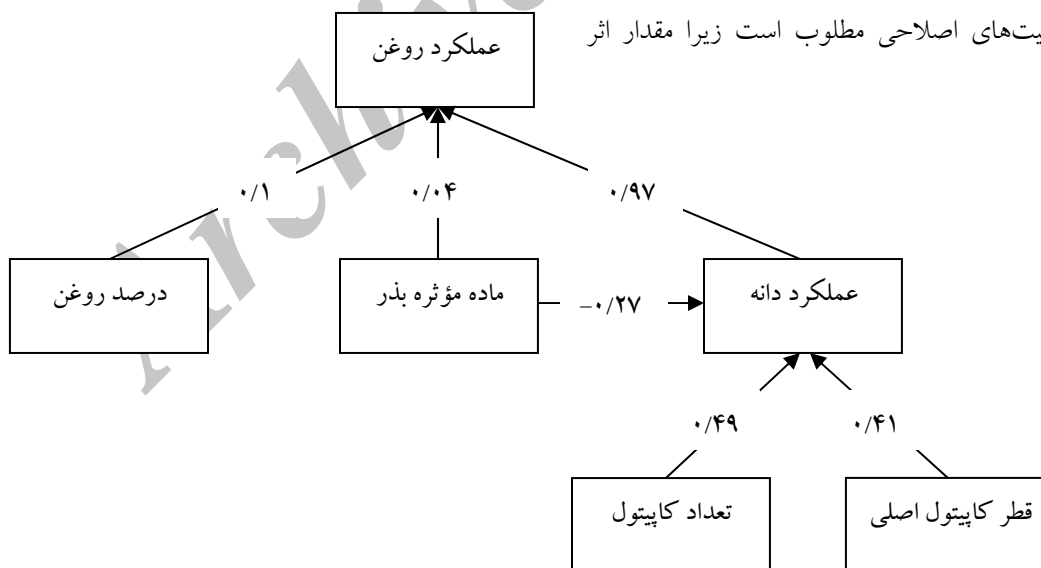 یت‌های اصلاحی مطلوب است زیرا مقدار اثر
عملکرد روغن
۰/۹۷
۰/۰۴
۰/۱
عملکرد دانه
−۰/۲۷
ماده مؤثره بذر
درصد روغن
۰/۴۱
۰/۴۹
قطر کاپیتول اصلی
تعداد کاپیتول